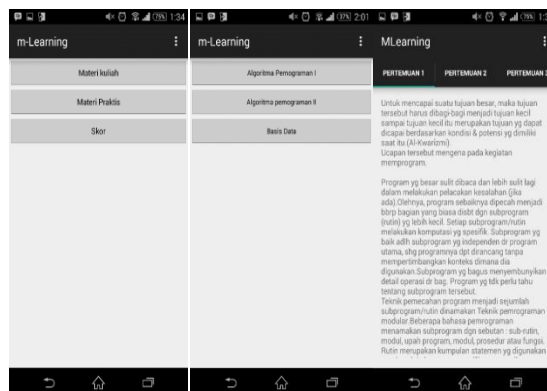 75% 1:34
m-Learning
Materi kuliah
Materi Praktis
Skor
37% 2:01
m-Learning
Algoritma Pemograman I
Algoritma pemograman II
Basis Data
75% 1:3
MLearning
PERTEMUAN 1 PERTEMUAN 2 PERTEMUAN
Untuk mencapai suatu tujuan besar, maka tujuan
tersebut harus dibagi-bagi menjadi tujuan kecil
sampai tujuan kecil itu merupakan tujuan yg dapat
dicapai berdasarkan kondisi & potensi yg dimiliki
saat itu (Al-Kwarizmi)
Ucapan tersebut mengena pada kegiatan
memprogram.
Program yg besar sulit dibaca dan lebih sulit lagi
dalam melakukan pelacakan kesalahan (jika
ada).Olehnya, program sebaiknya dipecah menjadi
bbrp bagian yang biasa disbt dgn subprogram
(rutin) yg lebih kecil. Setiap subprogram/rutin
melakukan komputasi yg spesifik. Subprogram yg
baik adlh subprogram yg independen dr program
utama, shg programnya dpt dirancang tanpa
mempertimbangkan konteks dimana dia
digunakan.Subprogram yg bagus menyembunyikan
detail operasi dr bag. Program yg tdk perlu tahu
tentang subprogram tersebut.
Teknik pemecahan program menjadi sejumlah
subprogram/rutin dinamakan Teknik pemrograman
modular.Beberapa bahasa pemrograman
menamakan subprogram dgn sebutan : sub-rutin,
modul, upah program, modul, prosedur atau fungsi.
Rutin merupakan kumpulan statemen yg digunakan